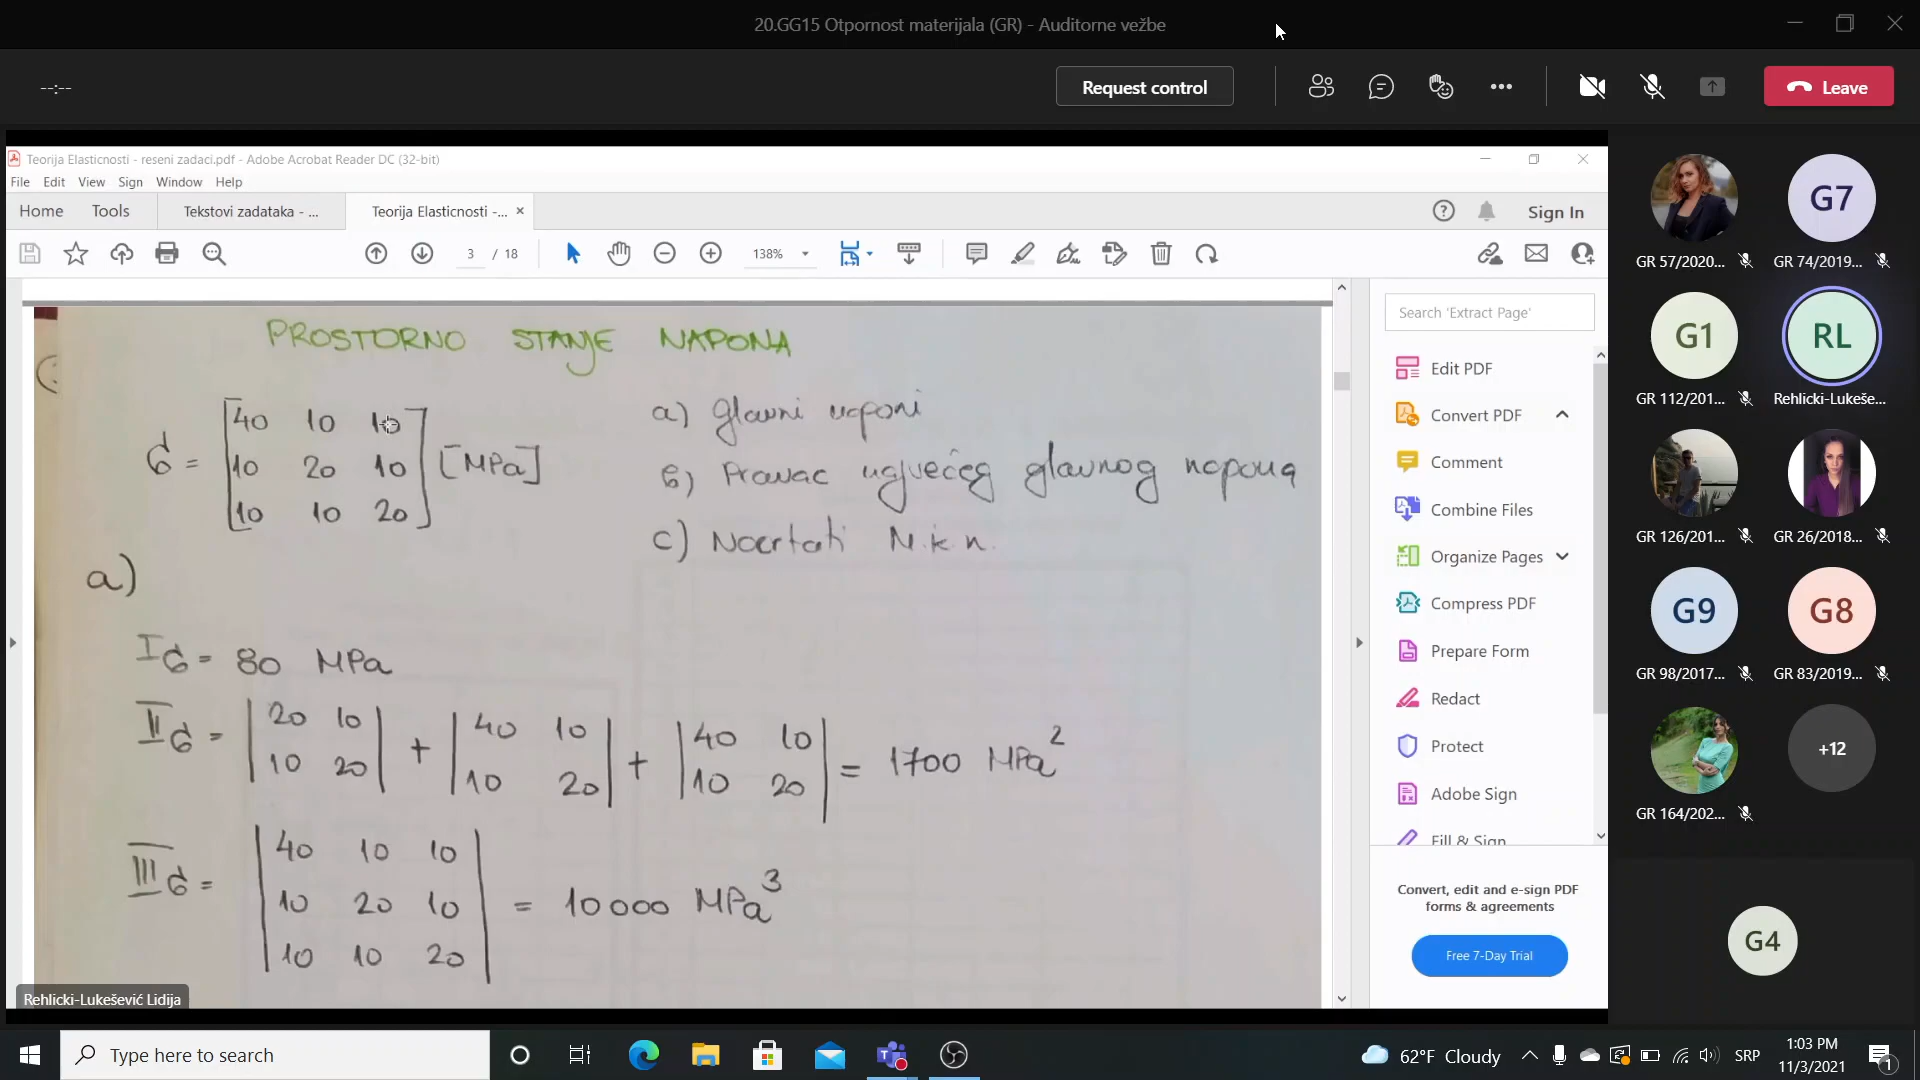 20.GG15 Otpornost materijala (GR) - Auditorne vežbe
--:--
Request control
Leave
Teorija Elasticnosti - reseni zadaci.pdf - Adobe Acrobat Reader DC (32-bit)
File Edit View Sign Window Help
Home Tools Tekstovi zadataka - ... Teorija Elasticnosti -... ×
Sign In
3 / 18
138%
PROSTORNO STANJE NAPONA
σ = [40 10 10
10 20 10
10 10 20] [MPa]
a) glavni naponi
b) Pravac najvećeg glavnog napona
c) Nacrtati M.k.n.
a)
Iσ = 80 MPa
IIσ = |20 10| + |40 10| + |40 10| = 1700 MPa²
|10 20| |10 20| |10 20|
IIIσ = |40 10 10|
|10 20 10| = 10000 MPa³
|10 10 20|
Rehlicki-Lukešević Lidija
Search 'Extract Page'
Edit PDF
Convert PDF
Comment
Combine Files
Organize Pages
Compress PDF
Prepare Form
Redact
Protect
Adobe Sign
Fill & Sign
Convert, edit and e-sign PDF
forms & agreements
Free 7-Day Trial
G7
GR 57/2020... GR 74/2019...
G1 RL
GR 112/201... Rehlicki-Lukeše...
GR 126/201... GR 26/2018...
G9 G8
GR 98/2017... GR 83/2019...
+12
GR 164/202...
G4
Type here to search
62°F Cloudy
SRP
1:03 PM
11/3/2021
1